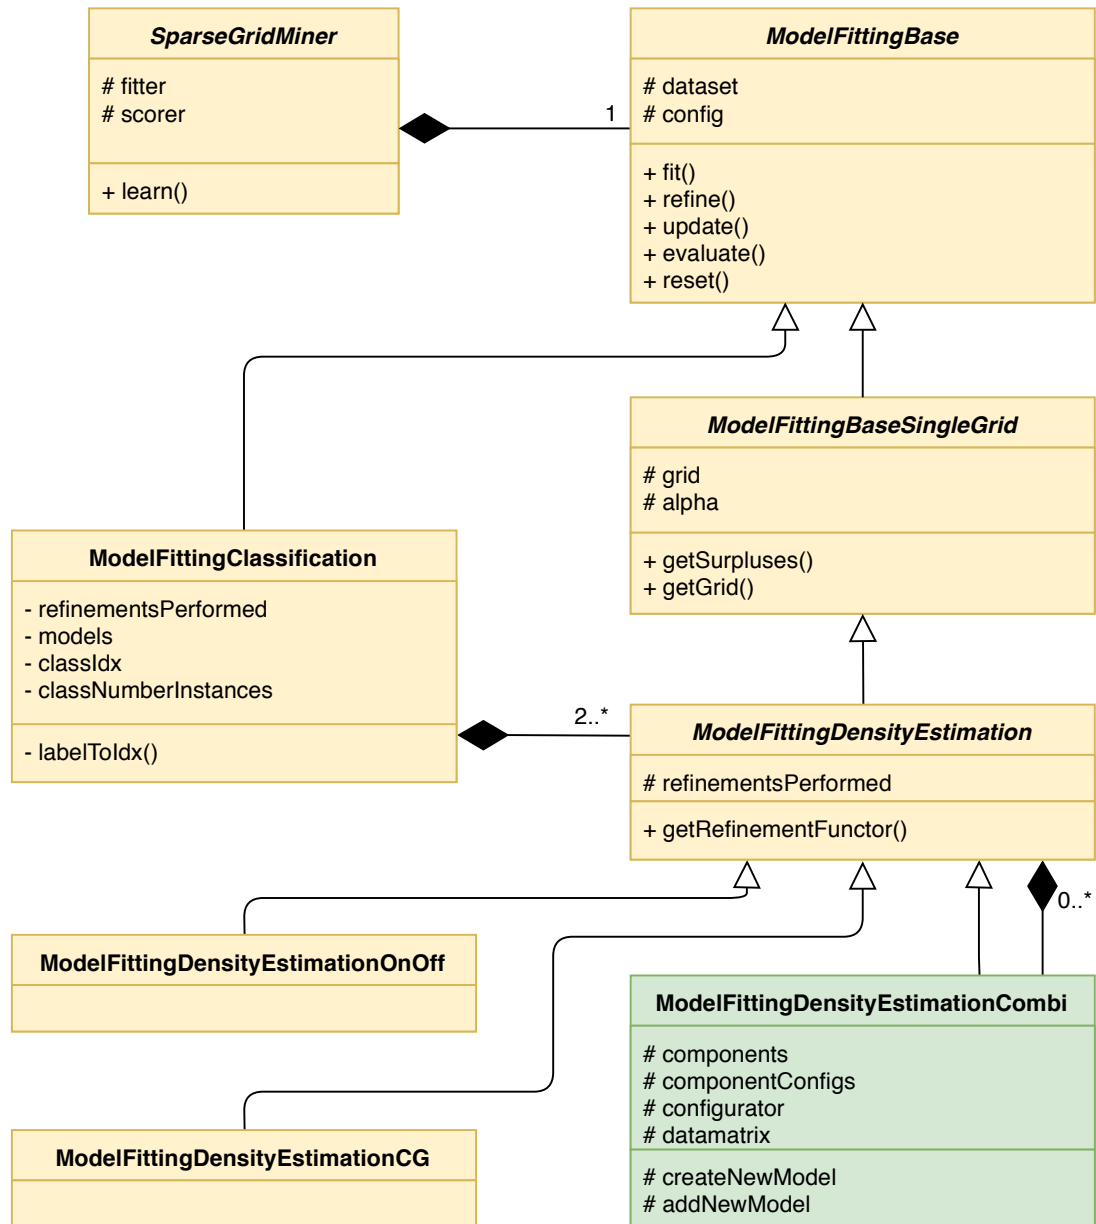 SparseGridMiner
# fitter
# scorer
+ learn()
1
ModelFittingBase
# dataset
# config
+ fit()
+ refine()
+ update()
+ evaluate()
+ reset()
ModelFittingBaseSingleGrid
# grid
# alpha
+ getSurpluses()
+ getGrid()
ModelFittingClassification
- refinementsPerformed
- models
- classIdx
- classNumberInstances
- labelToIdx()
2..*
ModelFittingDensityEstimation
# refinementsPerformed
+ getRefinementFunctor()
0..*
ModelFittingDensityEstimationOnOff
ModelFittingDensityEstimationCombi
# components
# componentConfigs
# configurator
# datamatrix
# createNewModel
# addNewModel
ModelFittingDensityEstimationCG